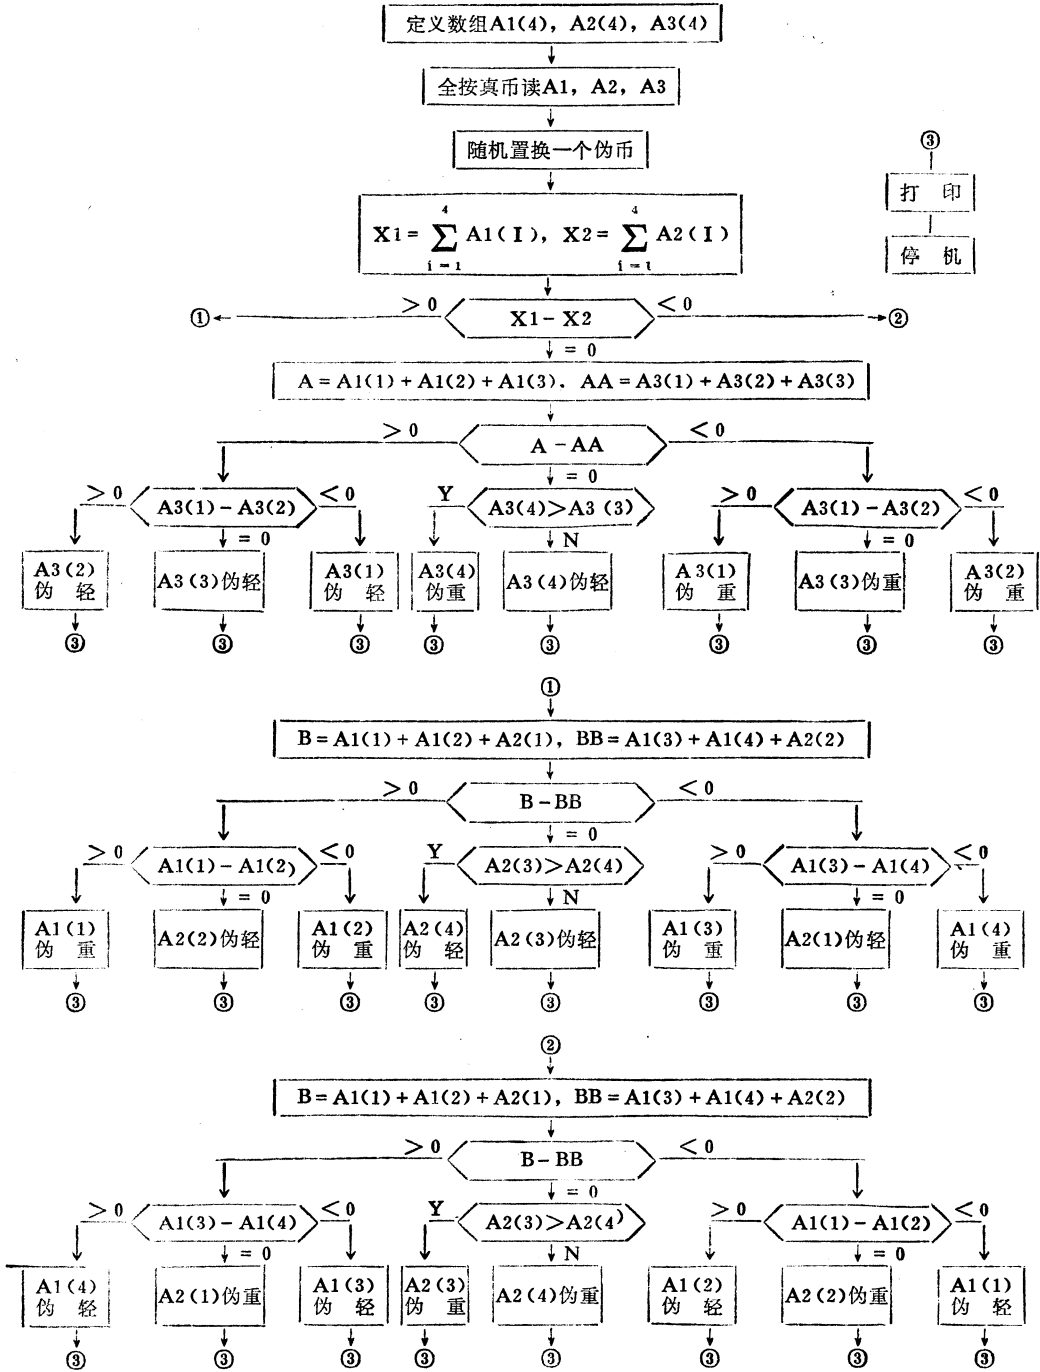 定义数组A1(4), A2(4), A3(4)
全按真币读A1, A2, A3
随机置换一个伪币
③
打 印
停 机
X1=∑A1(I), X2=∑A2(I)
4 4
i=1 i=1
①
>0
X1-X2
<0
②
=0
A=A1(1)+A1(2)+A1(3). AA=A3(1)+A3(2)+A3(3)
>0
A-AA
<0
=0
>0
A3(1)-A3(2)
<0
Y
A3(4)>A3(3)
>0
A3(1)-A3(2)
<0
=0
N
=0
A3(2)
伪 轻
A3(3)伪轻
A3(1)
伪 轻
A3(4)
伪重
A3(4)伪轻
A3(1)
伪 重
A3(3)伪重
A3(2)
伪 重
③ ③ ③ ③ ③ ③ ③ ③
①
B=A1(1)+A1(2)+A2(1), BB=A1(3)+A1(4)+A2(2)
>0
B-BB
<0
=0
>0
A1(1)-A1(2)
<0
Y
A2(3)>A2(4)
>0
A1(3)-A1(4)
<0
=0
N
=0
A1(1)
伪 重
A2(2)伪轻
A1(2)
伪 重
A2(4)
伪 轻
A2(3)伪轻
A1(3)
伪 重
A2(1)伪轻
A1(4)
伪 重
③ ③ ③ ③ ③ ③ ③ ③
②
B=A1(1)+A1(2)+A2(1), BB=A1(3)+A1(4)+A2(2)
>0
B-BB
<0
=0
>0
A1(3)-A1(4)
<0
Y
A2(3)>A2(4)
>0
A1(1)-A1(2)
<0
=0
N
=0
A1(4)
伪 轻
A2(1)伪重
A1(3)
伪 轻
A2(3)
伪 重
A2(4)伪重
A1(2)
伪 轻
A2(2)伪重
A1(1)
伪 轻
③ ③ ③ ③ ③ ③ ③ ③